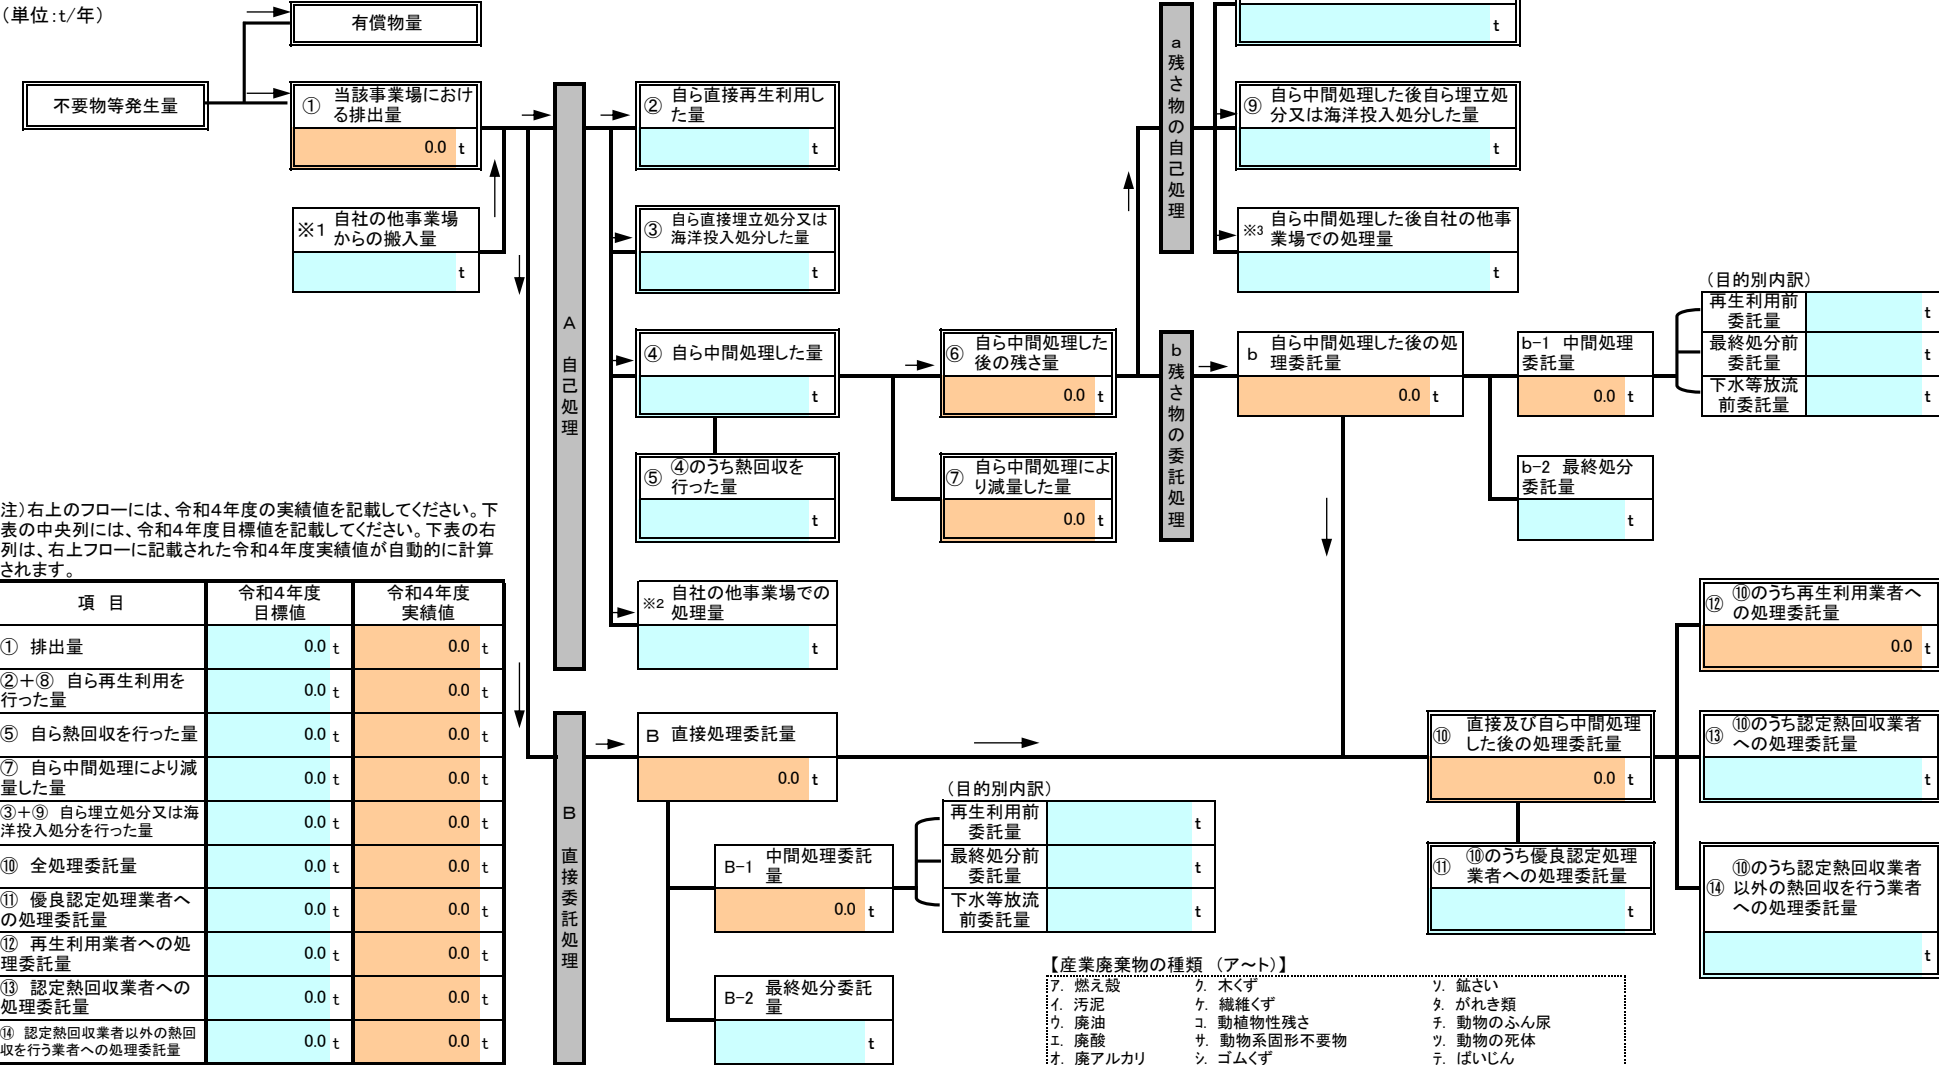 （単位：t/年）
有償物量
t
不要物等発生量
① 当該事業場におけ
る排出量
0.0 t
※1 自社の他事業場
からの搬入量
t
A 自己処理
② 自ら直接再生利用し
た量
t
③ 自ら直接埋立処分又は
海洋投入処分した量
t
④ 自ら中間処理した量
t
⑤ ④のうち熱回収を
行った量
t
※2 自社の他事業場での
処理量
t
⑥ 自ら中間処理した
後の残さ量
0.0 t
⑦ 自ら中間処理によ
り減量した量
0.0 t
a残さ物の自己処理
⑨ 自ら中間処理した後自ら埋立処
分又は海洋投入処分した量
t
※3 自ら中間処理した後自社の他事
業場での処理量
t
b残さ物の委託処理
b 自ら中間処理した後の処
理委託量
0.0 t
b-1 中間処理
委託量
0.0 t
b-2 最終処分
委託量
t
（目的別内訳）
再生利用前
委託量
t
最終処分前
委託量
t
下水等放流
前委託量
t
注）右上のフローには、令和4年度の実績値を記載してください。下
表の中央列には、令和4年度目標値を記載してください。下表の右
列は、右上フローに記載された令和4年度実績値が自動的に計算
されます。
項 目 令和4年度
目標値 令和4年度
実績値
① 排出量 0.0 t 0.0 t
②＋⑧ 自ら再生利用を
行った量 0.0 t 0.0 t
⑤ 自ら熱回収を行った量 0.0 t 0.0 t
⑦ 自ら中間処理により減
量した量 0.0 t 0.0 t
③＋⑨ 自ら埋立処分又は海
洋投入処分を行った量 0.0 t 0.0 t
⑩ 全処理委託量 0.0 t 0.0 t
⑪ 優良認定処理業者へ
の処理委託量 0.0 t 0.0 t
⑫ 再生利用業者への処
理委託量 0.0 t 0.0 t
⑬ 認定熱回収業者への
処理委託量 0.0 t 0.0 t
⑭ 認定熱回収業者以外の熱回
収を行う業者への処理委託量 0.0 t 0.0 t
B 直接委託処理
B 直接処理委託量
0.0 t
B-1 中間処理委託
量
0.0 t
B-2 最終処分委託
量
t
（目的別内訳）
再生利用前
委託量
t
最終処分前
委託量
t
下水等放流
前委託量
t
⑩ 直接及び自ら中間処理
した後の処理委託量
0.0 t
⑪ ⑩のうち優良認定処理
業者への処理委託量
t
⑫ ⑩のうち再生利用業者へ
の処理委託量
0.0 t
⑬ ⑩のうち認定熱回収業者
への処理委託量
t
⑭ ⑩のうち認定熱回収業者
以外の熱回収を行う業者
への処理委託量
t
【産業廃棄物の種類 （ア～ト）】
ア. 燃え殻 ク. 木くず ソ. 鉱さい
イ. 汚泥 ケ. 繊維くず タ. がれき類
ウ. 廃油 コ. 動植物性残さ チ. 動物のふん尿
エ. 廃酸 サ. 動物系固形不要物 ツ. 動物の死体
オ. 廃アルカリ シ. ゴムくず テ. ばいじん